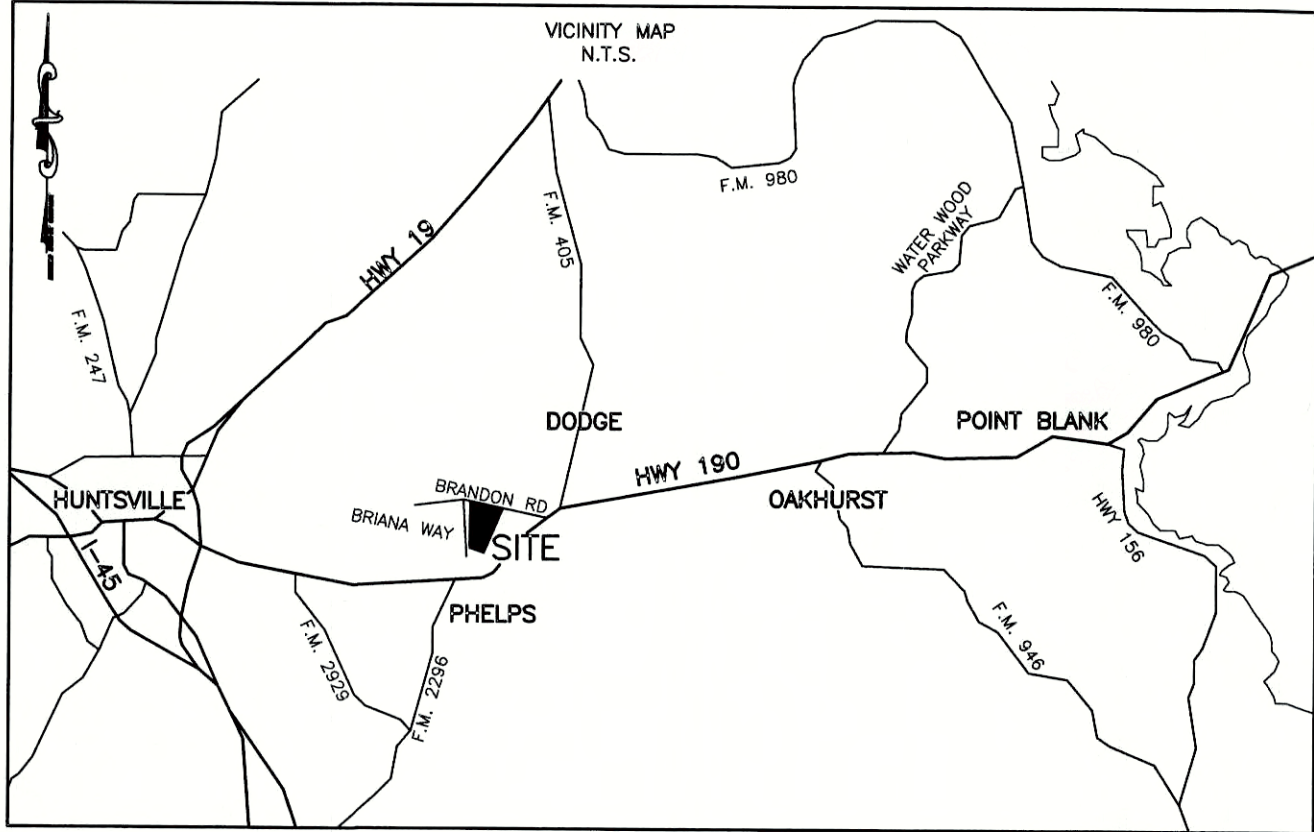 VICINITY MAP
N.T.S.
F.M. 980
HWY 19
F.M. 405
WATER WOOD
PARKWAY
F.M. 247
F.M. 980
DODGE
POINT BLANK
HWY 190
HUNTSVILLE
BRANDON RD
OAKHURST
BRIANA WAY
SITE
HWY 156
I-45
PHELPS
F.M. 2929
F.M. 2296
F.M. 946